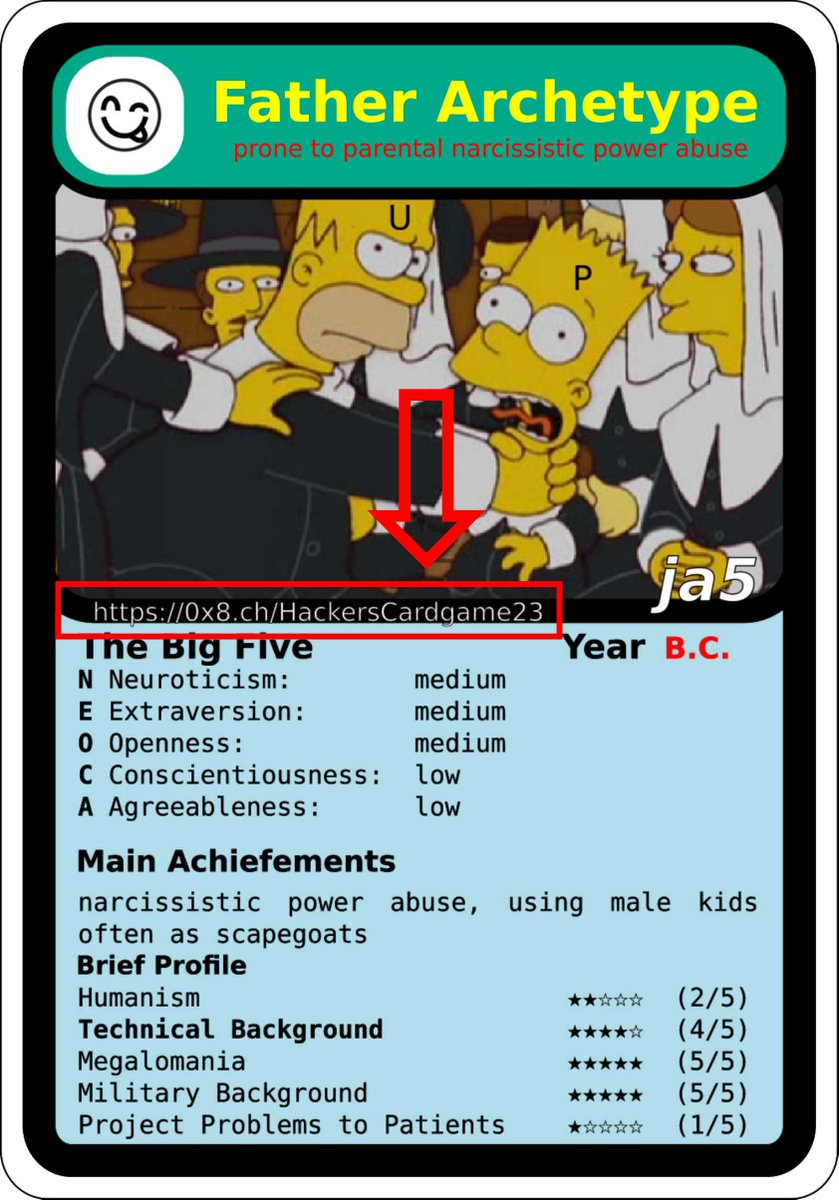 Father Archetype
prone to parental narcissistic power abuse
U
P
ja5
https://0x8.ch/HackersCardgame23
The Big Five Year B.C.
N Neuroticism: medium
E Extraversion: medium
O Openness: medium
C Conscientiousness: low
A Agreeableness: low
Main Achiefements
narcissistic power abuse, using male kids
often as scapegoats
Brief Profile
Humanism ★★☆☆☆ (2/5)
Technical Background ★★★★☆ (4/5)
Megalomania ★★★★★ (5/5)
Military Background ★★★★★ (5/5)
Project Problems to Patients ★☆☆☆☆ (1/5)